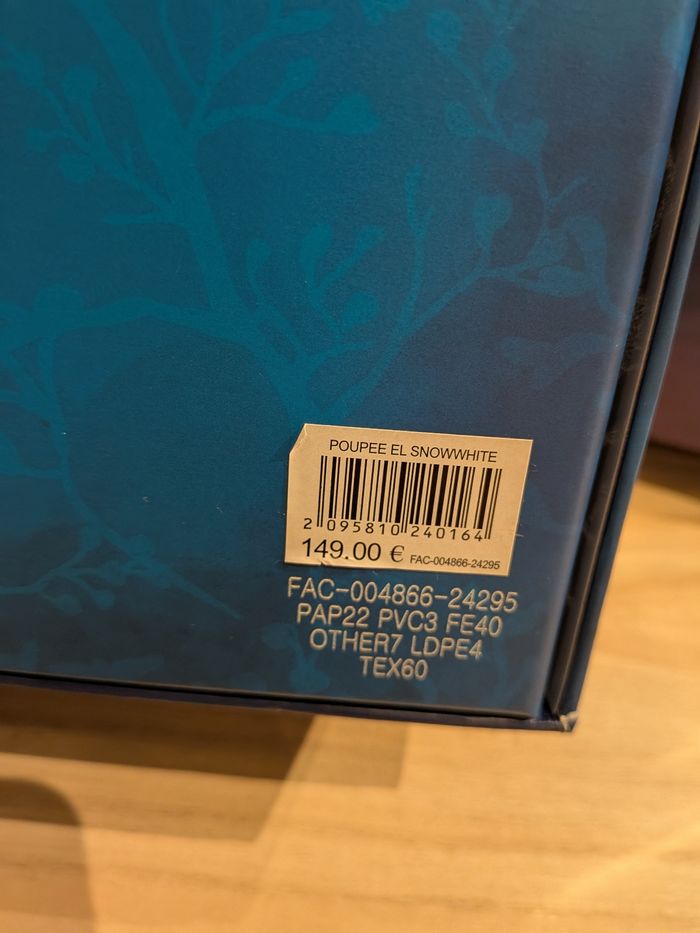 POUPEE EL SNOWWHITE
2 095810 240164
149.00 € FAC-004866-24295
FAC-004866-24295
PAP22 PVC3 FE40
OTHER7 LDPE4
TEX60